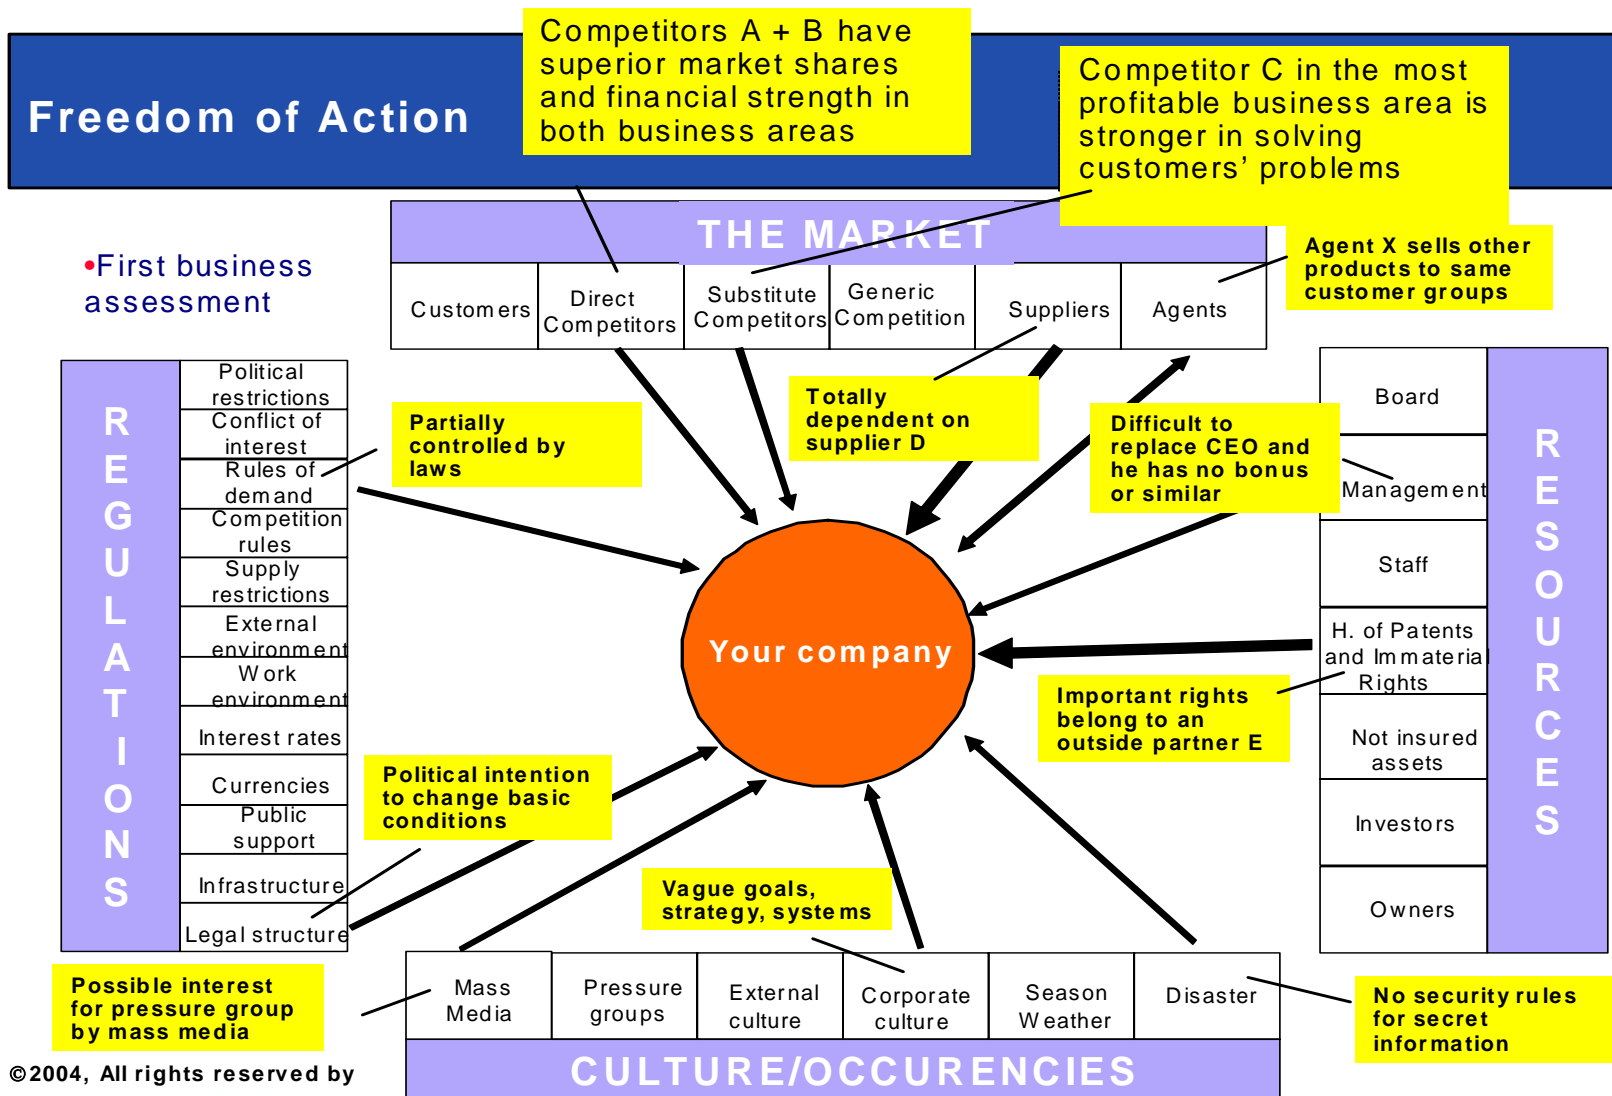 Freedom of Action
Competitors A + B have
superior market shares
and financial strength in
both business areas
Competitor C in the most
profitable business area is
stronger in solving
customers’ problems
THE MARKET
•First business
assessment
Agent X sells other
products to same
customer groups
Customers
Direct
Competitors
Substitute
Competitors
Generic
Competition
Suppliers
Agents
REGULATIONS
Political
restrictions
Conflict of
interest
Rules of
demand
Competition
rules
Supply
restrictions
External
environment
Work
environment
Interest rates
Currencies
Public
support
Infrastructure
Legal structure
Partially
controlled by
laws
Totally
dependent on
supplier D
Difficult to
replace CEO and
he has no bonus
or similar
Board
Management
Staff
H. of Patents
and Immaterial
Rights
Not insured
assets
Investors
Owners
RESOURCES
Your company
Important rights
belong to an
outside partner E
Political intention
to change basic
conditions
Vague goals,
strategy, systems
Possible interest
for pressure group
by mass media
Mass
Media
Pressure
groups
External
culture
Corporate
culture
Season
Weather
Disaster
No security rules
for secret
information
CULTURE/OCCURENCIES
©2004, All rights reserved by